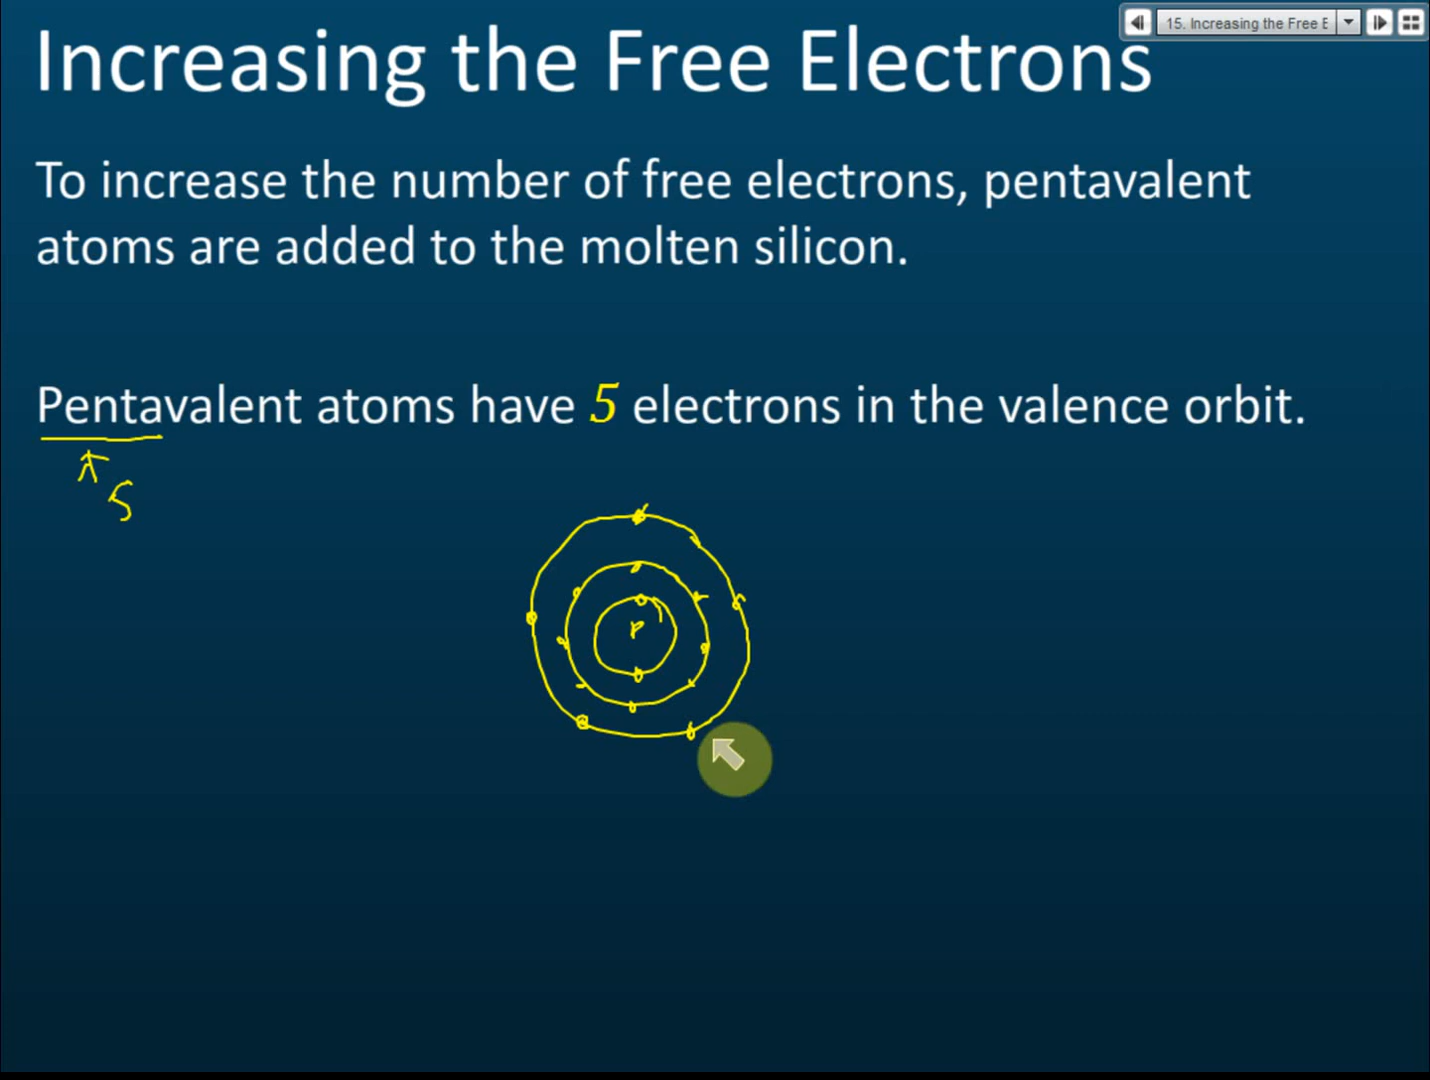 15. Increasing the Free E
Increasing the Free Electrons
To increase the number of free electrons, pentavalent
atoms are added to the molten silicon.
Pentavalent atoms have 5 electrons in the valence orbit.
5
P